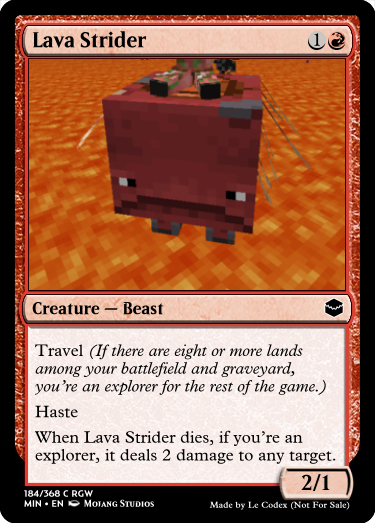 Lava Strider 1
Creature — Beast
Travel (If there are eight or more lands
among your battlefield and graveyard,
you're an explorer for the rest of the game.)
Haste
When Lava Strider dies, if you're an
explorer, it deals 2 damage to any target.
2/1
184/368 C RGW
MIN • EN Mojang Studios
Made by Le Codex (Not For Sale)